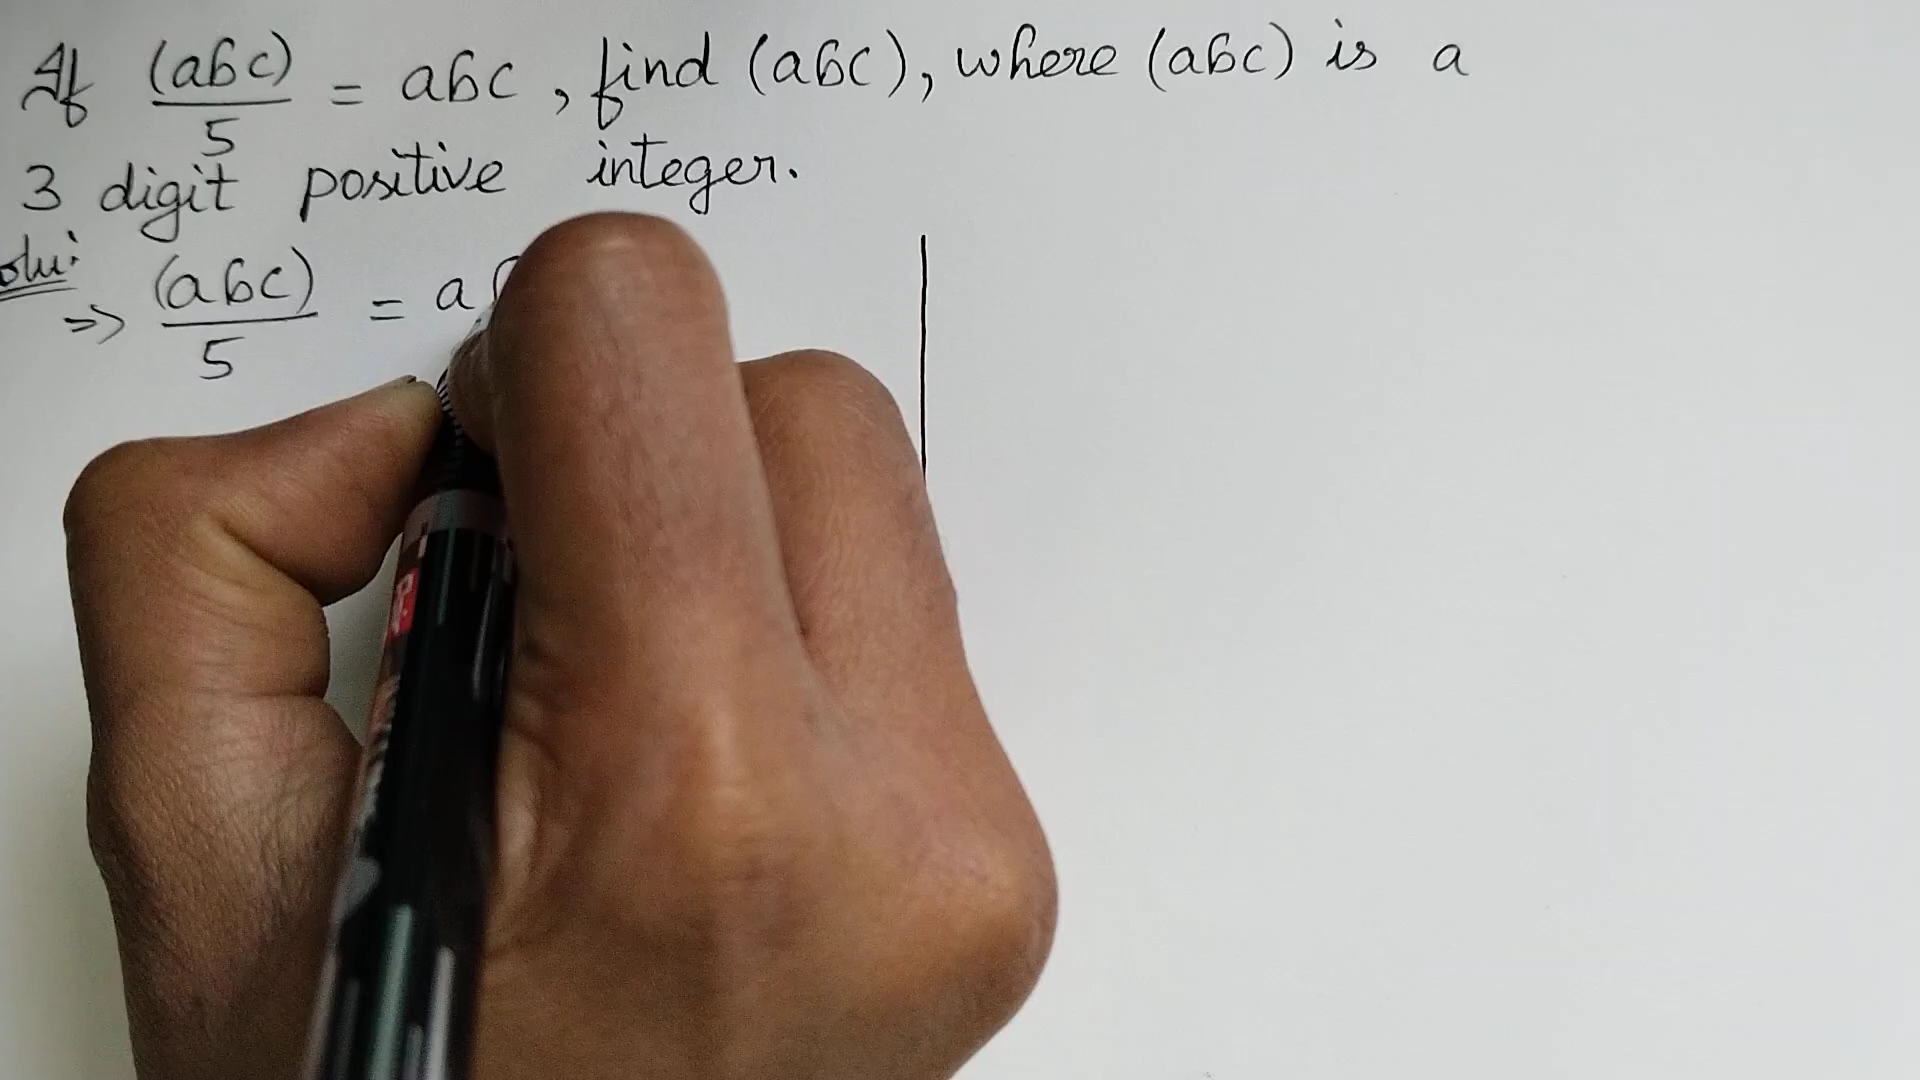 If (abc)/5 = abc, find (abc), where (abc) is a
3 digit positive integer.
Soln:
=> (abc)/5 = a